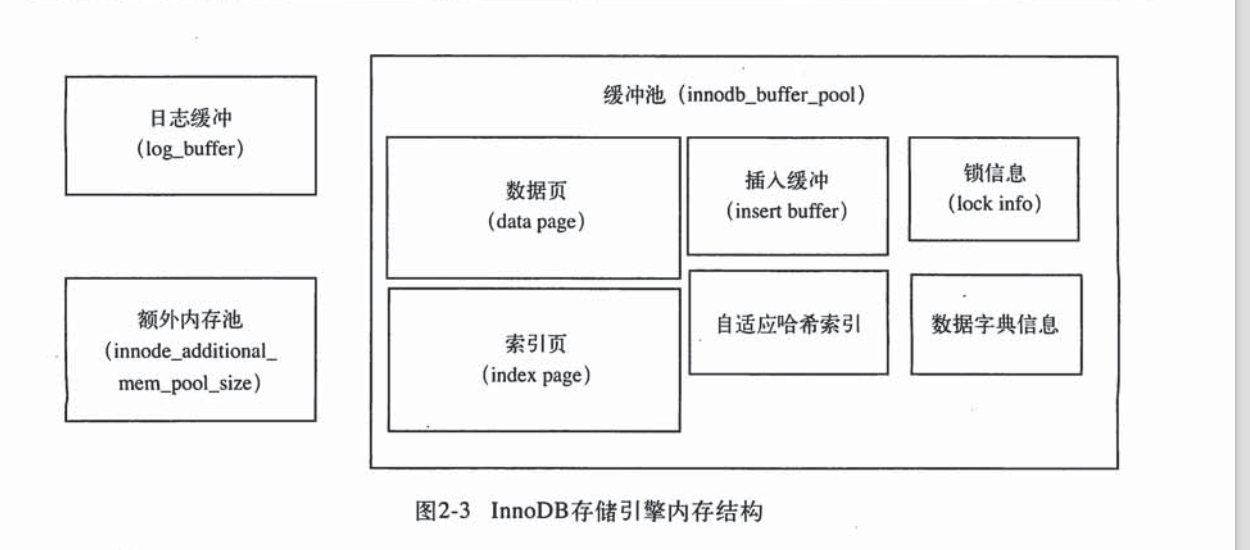 日志缓冲
(log_buffer)
额外内存池
(innode_additional_
mem_pool_size)
缓冲池（innodb_buffer_pool）
数据页
(data page)
索引页
(index page)
插入缓冲
(insert buffer)
自适应哈希索引
锁信息
(lock info)
数据字典信息
图2-3 InnoDB存储引擎内存结构